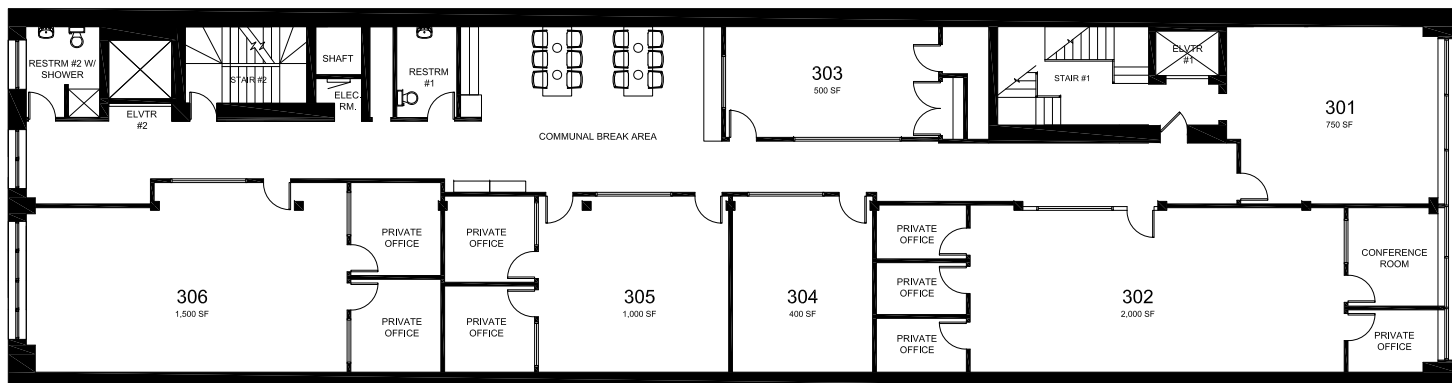 RESTRM #2 W/
SHOWER
ELVTR
#2
STAIR #2
SHAFT
ELEC.
RM.
RESTRM
#1
COMMUNAL BREAK AREA
303
500 SF
STAIR #1
ELVTR
#1
301
750 SF
306
1,500 SF
PRIVATE
OFFICE
PRIVATE
OFFICE
PRIVATE
OFFICE
PRIVATE
OFFICE
305
1,000 SF
304
400 SF
PRIVATE
OFFICE
PRIVATE
OFFICE
PRIVATE
OFFICE
302
2,000 SF
CONFERENCE
ROOM
PRIVATE
OFFICE